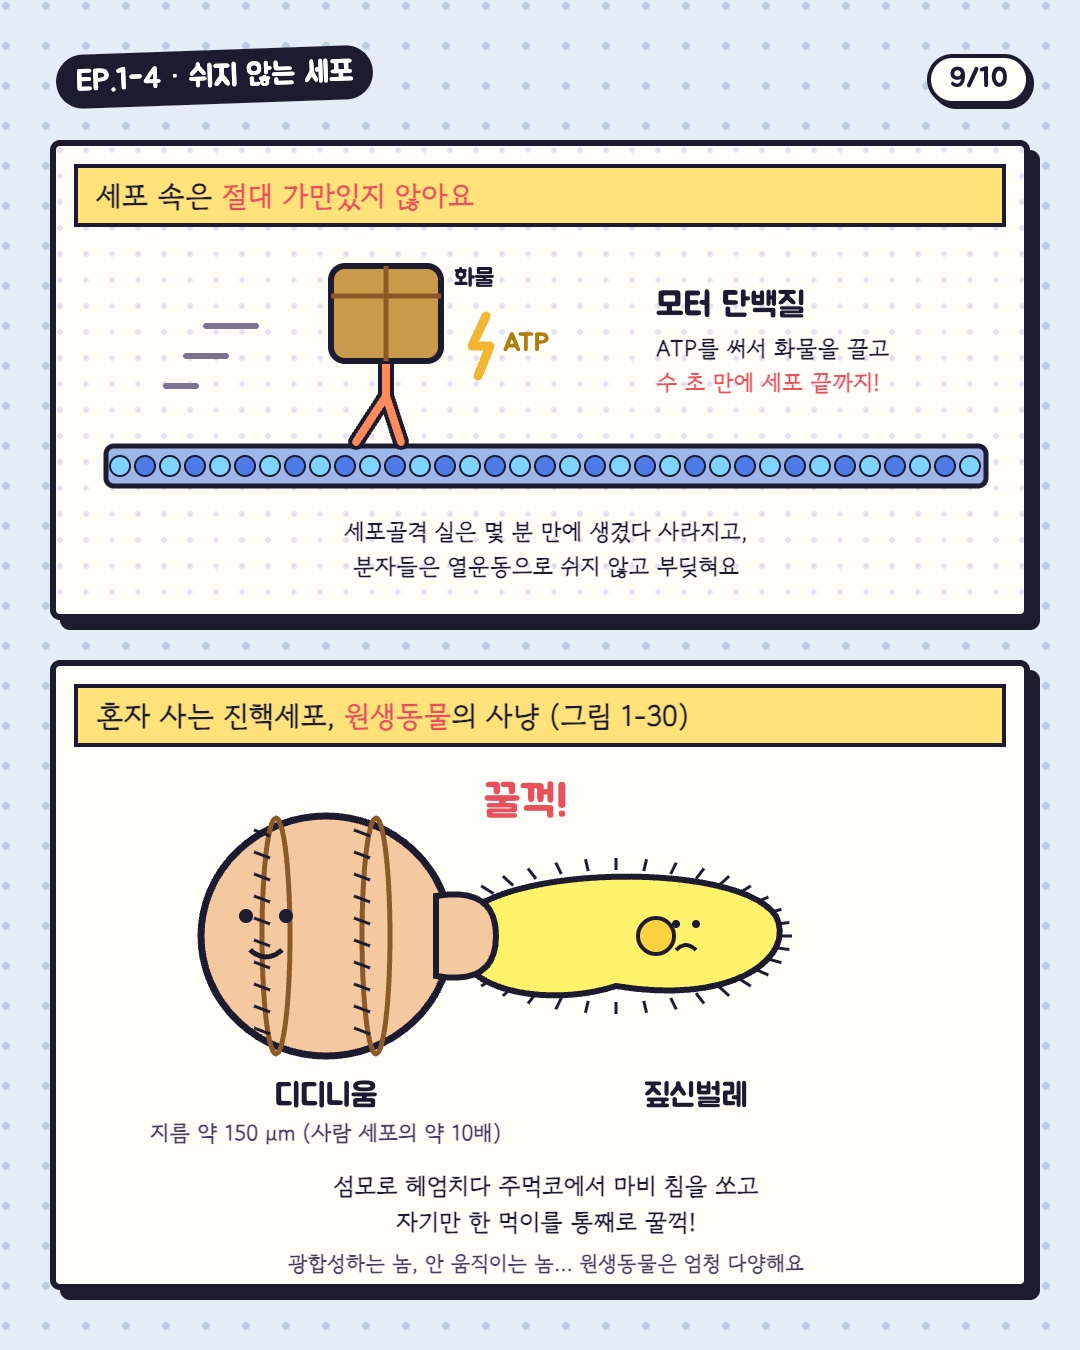 EP.1-4 · 쉬지 않는 세포
9/10
세포 속은 절대 가만있지 않아요
화물
ATP
모터 단백질
ATP를 써서 화물을 끌고
수 초 만에 세포 끝까지!
세포골격 실은 몇 분 만에 생겼다 사라지고,
분자들은 열운동으로 쉬지 않고 부딪혀요
혼자 사는 진핵세포, 원생동물의 사냥 (그림 1-30)
꿀꺽!
디디니움
짚신벌레
지름 약 150 μm (사람 세포의 약 10배)
섬모로 헤엄치다 주먹코에서 마비 침을 쏘고
자기만 한 먹이를 통째로 꿀꺽!
광합성하는 놈, 안 움직이는 놈... 원생동물은 엄청 다양해요